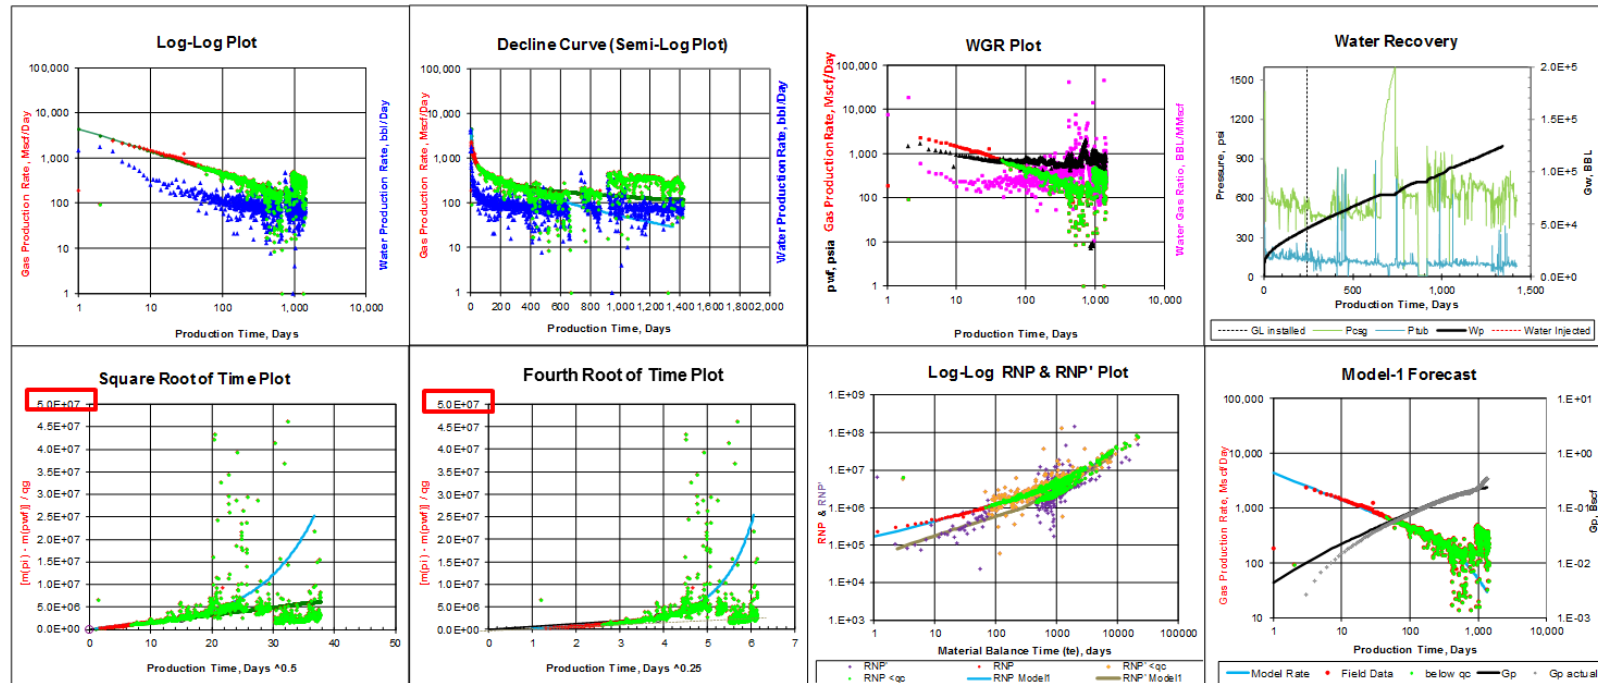 Log-Log Plot
100,000
10,000
1,000
100
10
1
1
10
100
1,000
10,000
Gas Production Rate, Mscf/Day
Water Production Rate, bbl/Day
Production Time, Days
Decline Curve (Semi-Log Plot)
100,000
10,000
1,000
100
10
1
0
200
400
600
800
1,000
1,200
1,400
1,600
1,800
2,000
Gas Production Rate, Mscf/Day
Water Production Rate, bbl/Day
Production Time, Days
WGR Plot
100,000
10,000
1,000
100
10
1
1
10
100
1,000
10,000
pwf, psia Gas Production Rate, Mscf/Day
Water Gas Ratio, BBL/MMscf
Production Time, Days
Water Recovery
1500
1200
900
600
300
0
2.0E+5
1.5E+5
1.0E+5
5.0E+4
0.0E+0
0
500
1,000
1,500
Pressure, psi
Gw, BBL
Production Time, Days
GL installed
Pcsg
Ptub
Wp
Water Injected
Square Root of Time Plot
5.0E+07
4.5E+07
4.0E+07
3.5E+07
3.0E+07
2.5E+07
2.0E+07
1.5E+07
1.0E+07
5.0E+06
0.0E+00
0
10
20
30
40
50
[m(pi) - m(pwf)] / qg
Production Time, Days ^0.5
Fourth Root of Time Plot
5.0E+07
4.5E+07
4.0E+07
3.5E+07
3.0E+07
2.5E+07
2.0E+07
1.5E+07
1.0E+07
5.0E+06
0.0E+00
0
1
2
3
4
5
6
7
[m(pi) - m(pwf)] / qg
Production Time, Days ^0.25
Log-Log RNP & RNP' Plot
1.E+09
1.E+08
1.E+07
1.E+06
1.E+05
1.E+04
1.E+03
1
10
100
1000
10000
100000
RNP & RNP'
Material Balance Time (te), days
RNP'
RNP
RNP' <qc
RNP <qc
RNP Model1
RNP' Model1
Model-1 Forecast
100,000
10,000
1,000
100
10
1.E+01
1.E+00
1.E-01
1.E-02
1.E-03
1
10
100
1,000
10,000
Gas Production Rate, Mscf/Day
Gp, Bscf
Production Time, Days
Model Rate
Field Data
below qc
Gp
Gp actual